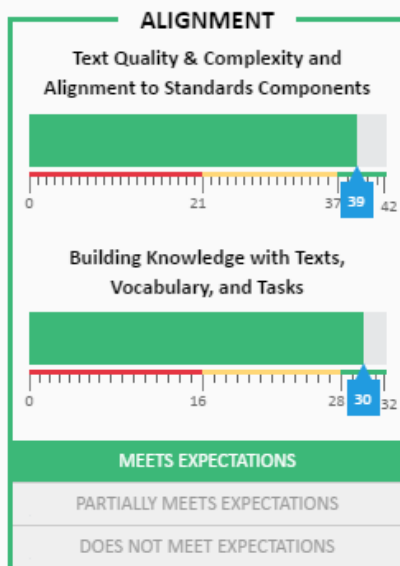 ALIGNMENT
Text Quality & Complexity and
Alignment to Standards Components
0 21 37 39 42
Building Knowledge with Texts,
Vocabulary, and Tasks
0 16 28 30 32
MEETS EXPECTATIONS
PARTIALLY MEETS EXPECTATIONS
DOES NOT MEET EXPECTATIONS